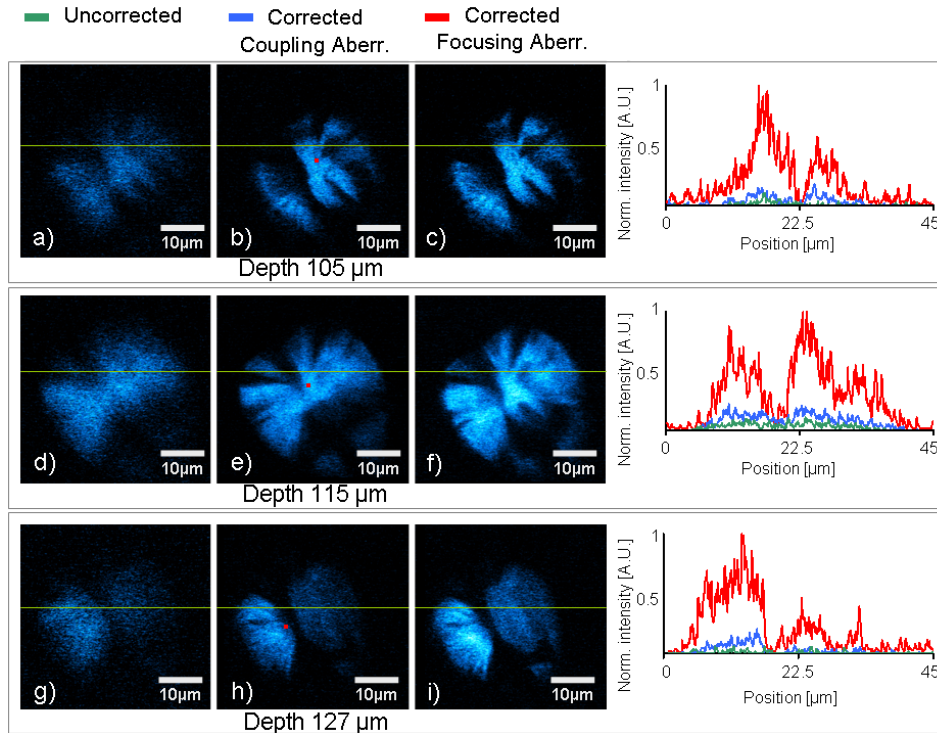 Uncorrected
Corrected
Coupling Aberr.
Corrected
Focusing Aberr.
a)
10µm
b)
10µm
c)
10µm
Depth 105 µm
Norm. intensity [A.U.]
1
0.5
0
22.5
45
Position [µm]
d)
10µm
e)
10µm
f)
10µm
Depth 115 µm
Norm. intensity [A.U.]
1
0.5
0
22.5
45
Position [µm]
g)
10µm
h)
10µm
i)
10µm
Depth 127 µm
Norm. intensity [A.U.]
1
0.5
0
22.5
45
Position [µm]